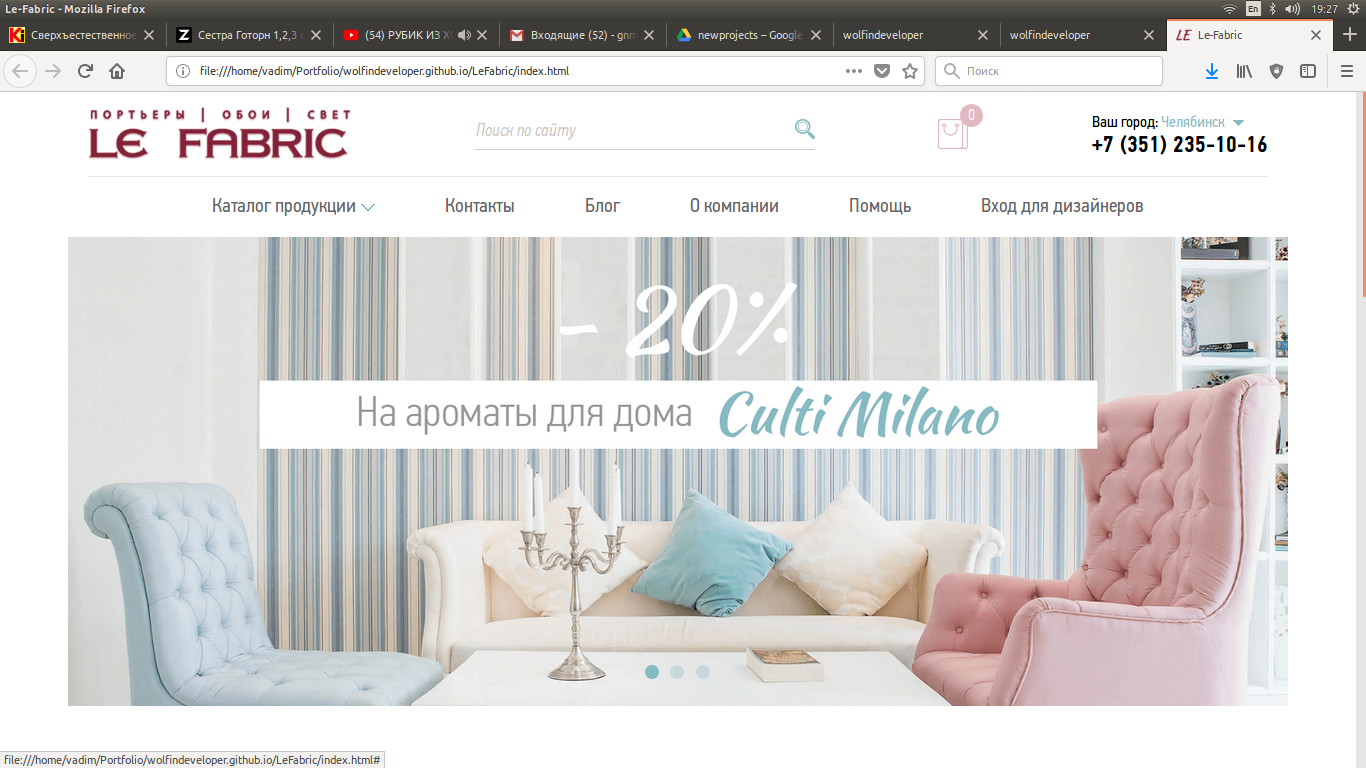 Le-Fabric - Mozilla Firefox
En
19:27
Сверхъестественное
Сестра Готорн 1,2,3 с
(54) РУБИК ИЗ
Входящие (52) - gnm
newprojects – Google
wolfindeveloper
wolfindeveloper
Le-Fabric
file:///home/vadim/Portfolio/wolfindeveloper.github.io/LeFabric/index.html
Поиск
ПОРТЬЕРЫ | ОБОИ | СВЕТ
LE FABRIC
Поиск по сайту
0
Ваш город: Челябинск
+7 (351) 235-10-16
Каталог продукции
Контакты
Блог
О компании
Помощь
Вход для дизайнеров
- 20%
На ароматы для дома Culti Milano
file:///home/vadim/Portfolio/wolfindeveloper.github.io/LeFabric/index.html#